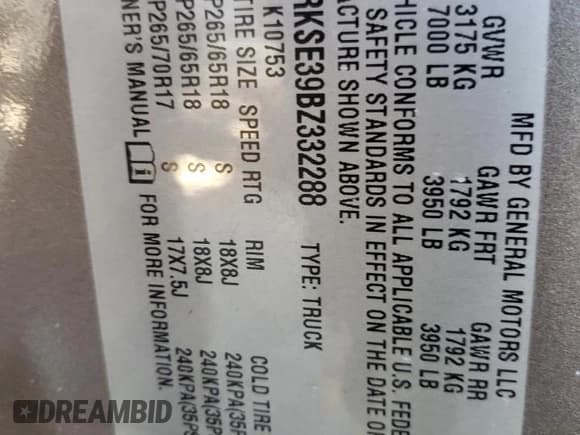 MFD BY GENERAL MOTORS LLC
GVWR GAWR FRT GAWR RR
3175 KG 1792 KG 1792 KG
7000 LB 3950 LB 3950 LB
HICLE CONFORMS TO ALL APPLICABLE U.S. FEDE
SAFETY STANDARDS IN EFFECT ON THE DATE O
ACTURE SHOWN ABOVE.
RKSE39BZ332288 TYPE: TRUCK
K10753
TIRE SIZE SPEED RTG RIM COLD TIRE
P265/65R18 S 18X8J 240KPA(35P
P265/65R18 S 18X8J 240KPA(35P
P265/70R17 S 17X7.5J 240KPA(35PS
NER'S MANUAL i FOR MORE INFORMATION.
DREAMBID